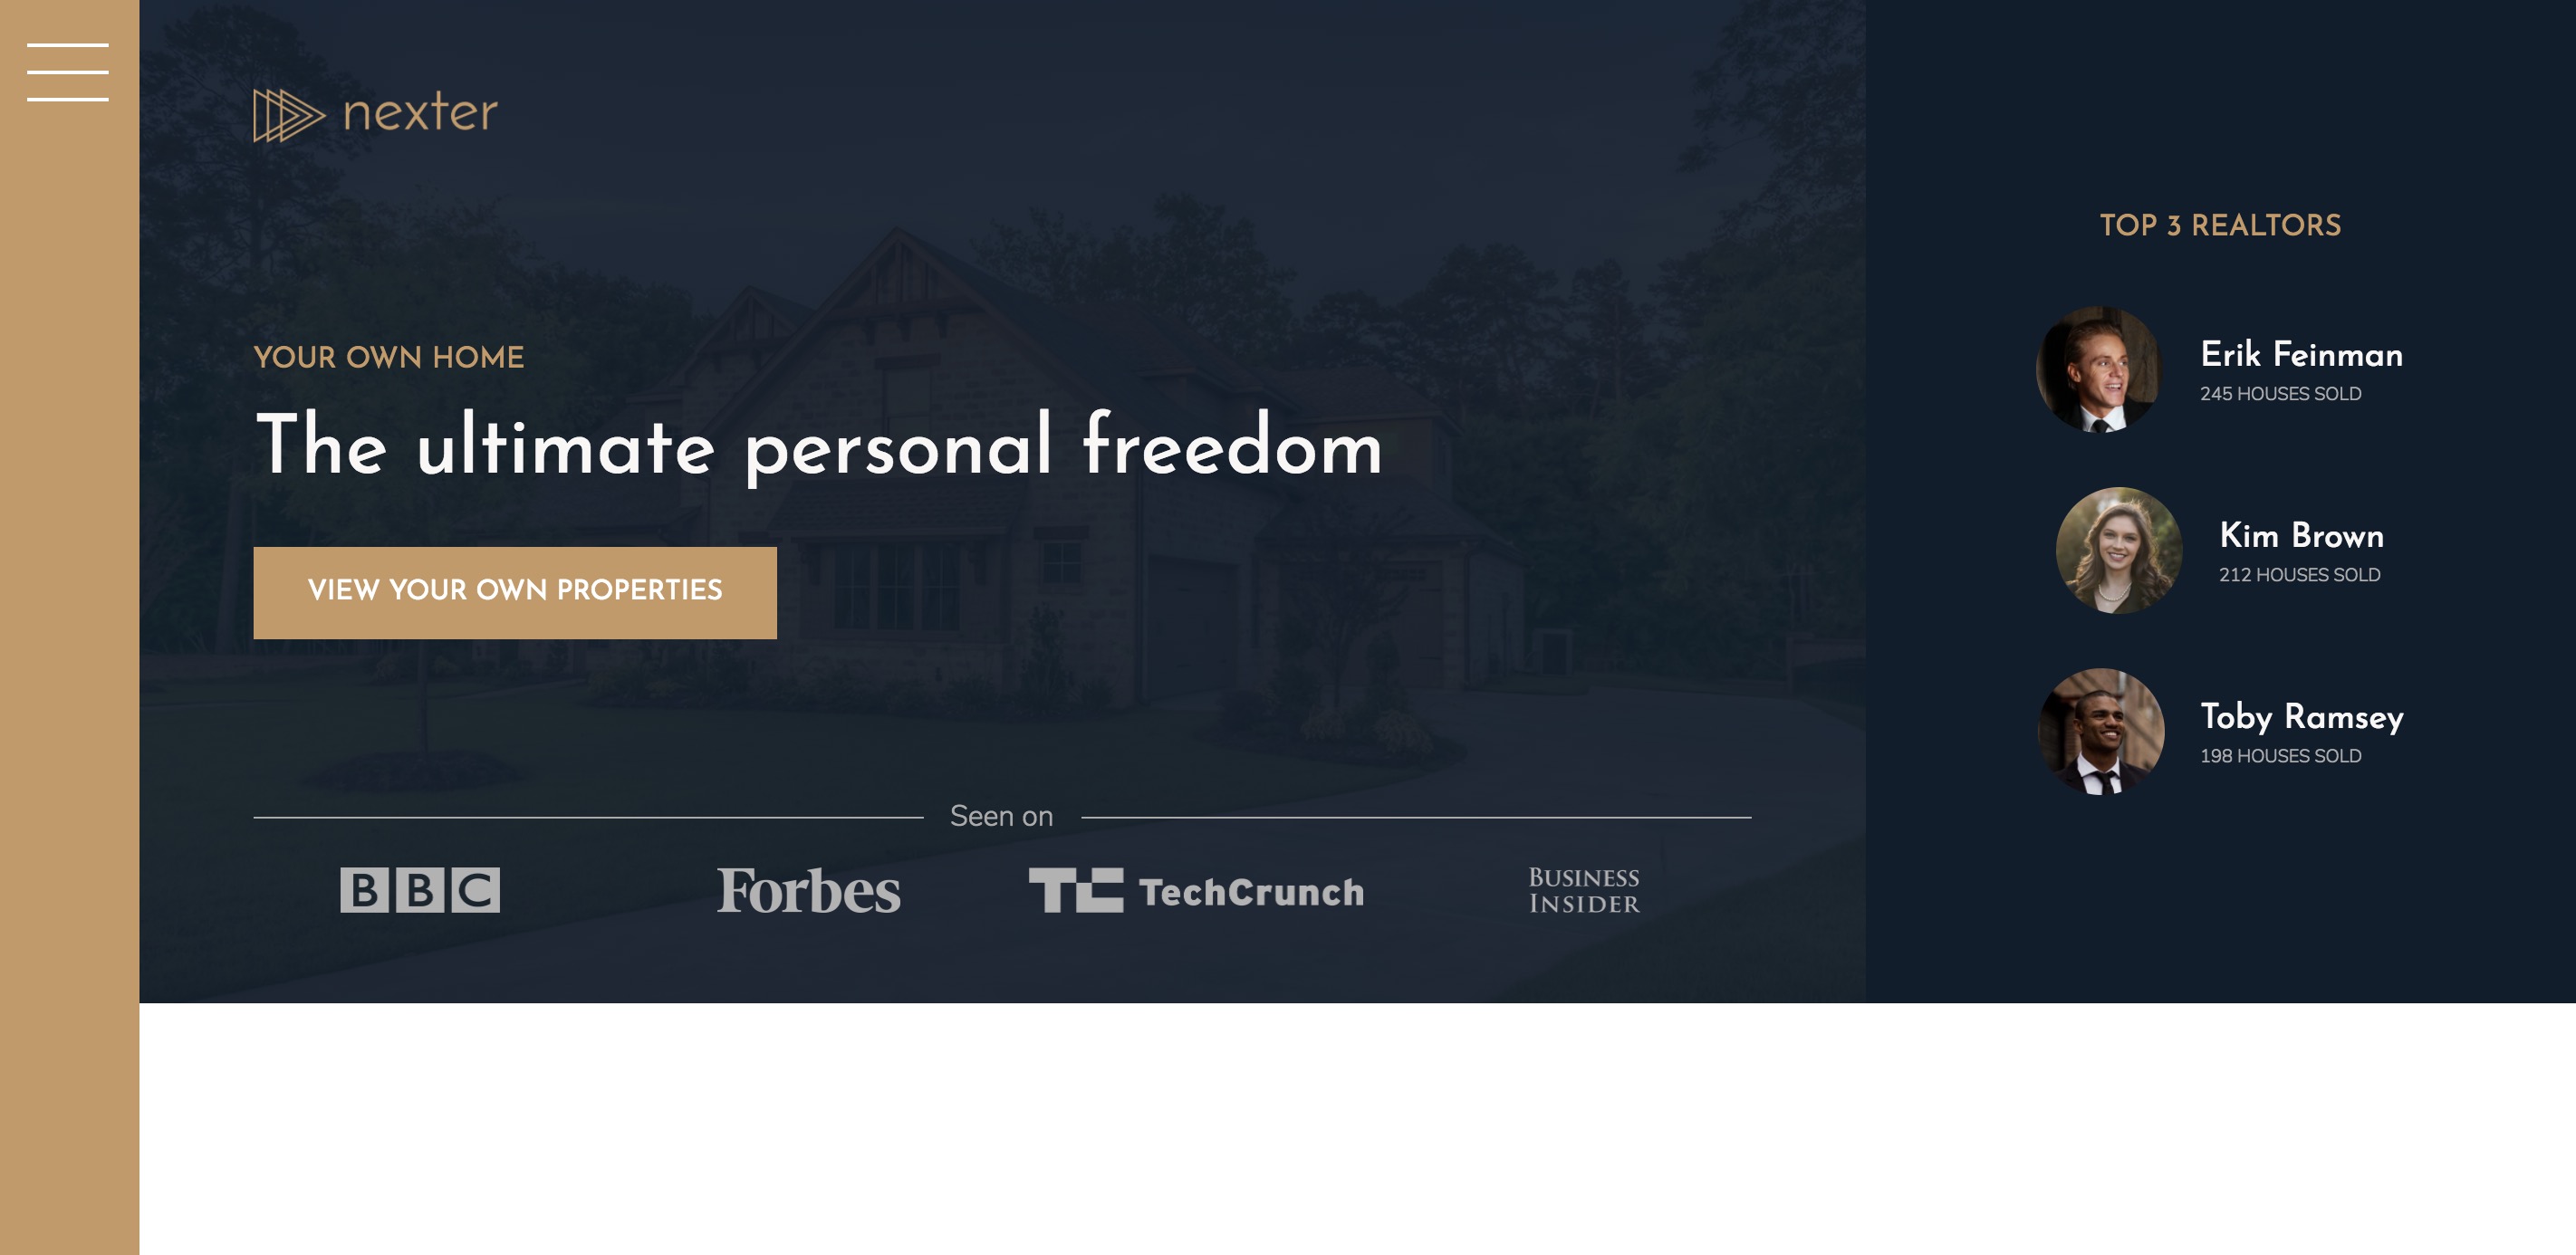 nexter
YOUR OWN HOME
The ultimate personal freedom
VIEW YOUR OWN PROPERTIES
Seen on
BBC
Forbes
TC TechCrunch
BUSINESS
INSIDER
TOP 3 REALTORS
Erik Feinman
245 HOUSES SOLD
Kim Brown
212 HOUSES SOLD
Toby Ramsey
198 HOUSES SOLD